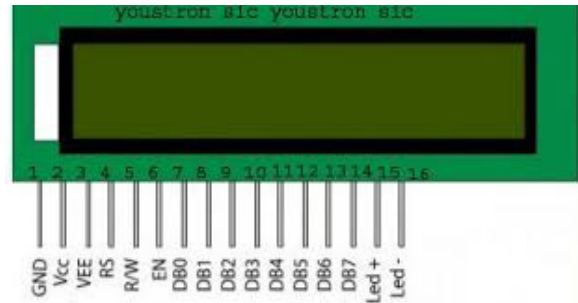 youstron slc youstron slc
1 2 3 4 5 6 7 8 9 10 11 12 13 14 15 16
GND Vcc VEE RS R/W EN DB0 DB1 DB2 DB3 DB4 DB5 DB6 DB7 Led + Led -